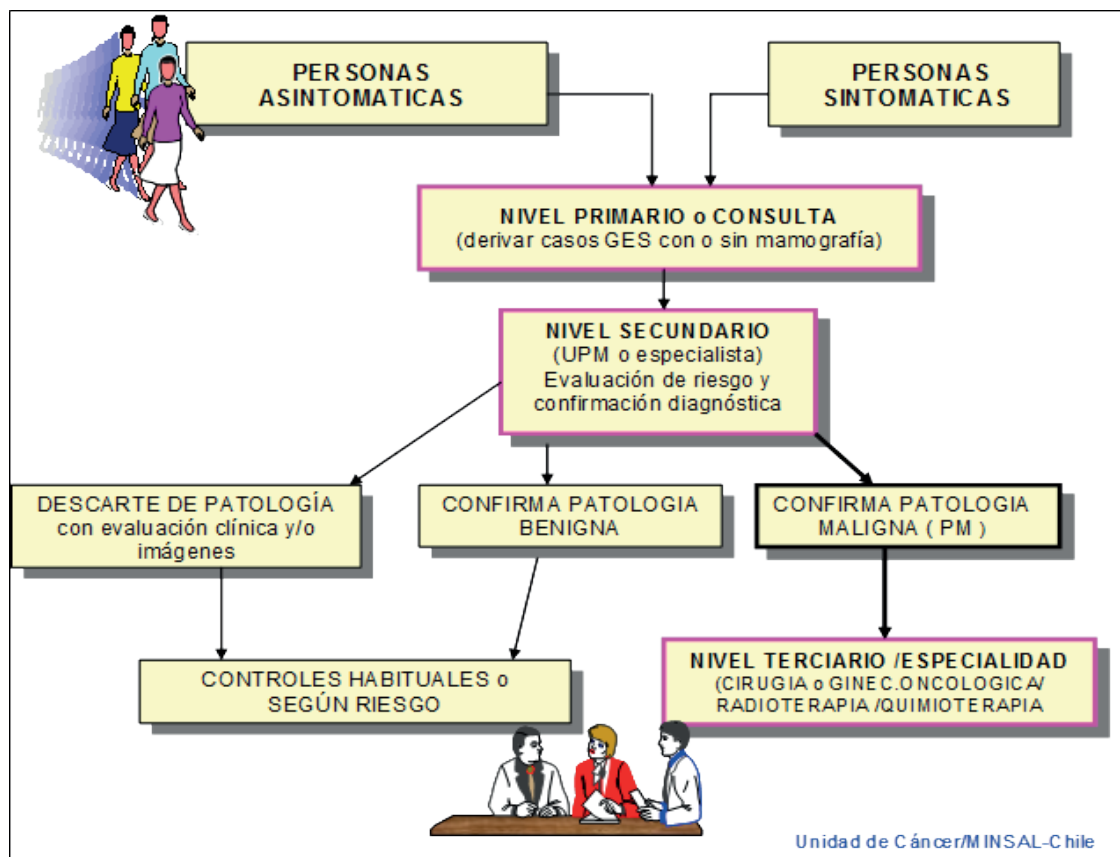 PERSONAS
ASINTOMATICAS
PERSONAS
SINTOMATICAS
NIVEL PRIMARIO o CONSULTA
(derivar casos GES con o sin mamografía)
NIVEL SECUNDARIO
(UPM o especialista)
Evaluación de riesgo y
confirmación diagnóstica
DESCARTE DE PATOLOGÍA
con evaluación clínica y/o
imágenes
CONFIRMA PATOLOGIA
BENIGNA
CONFIRMA PATOLOGIA
MALIGNA ( PM )
CONTROLES HABITUALES o
SEGÚN RIESGO
NIVEL TERCIARIO /ESPECIALIDAD
(CIRUGIA o GINEC.ONCOLOGICA/
RADIOTERAPIA /QUIMIOTERAPIA
Unidad de Cáncer/MINSAL-Chile